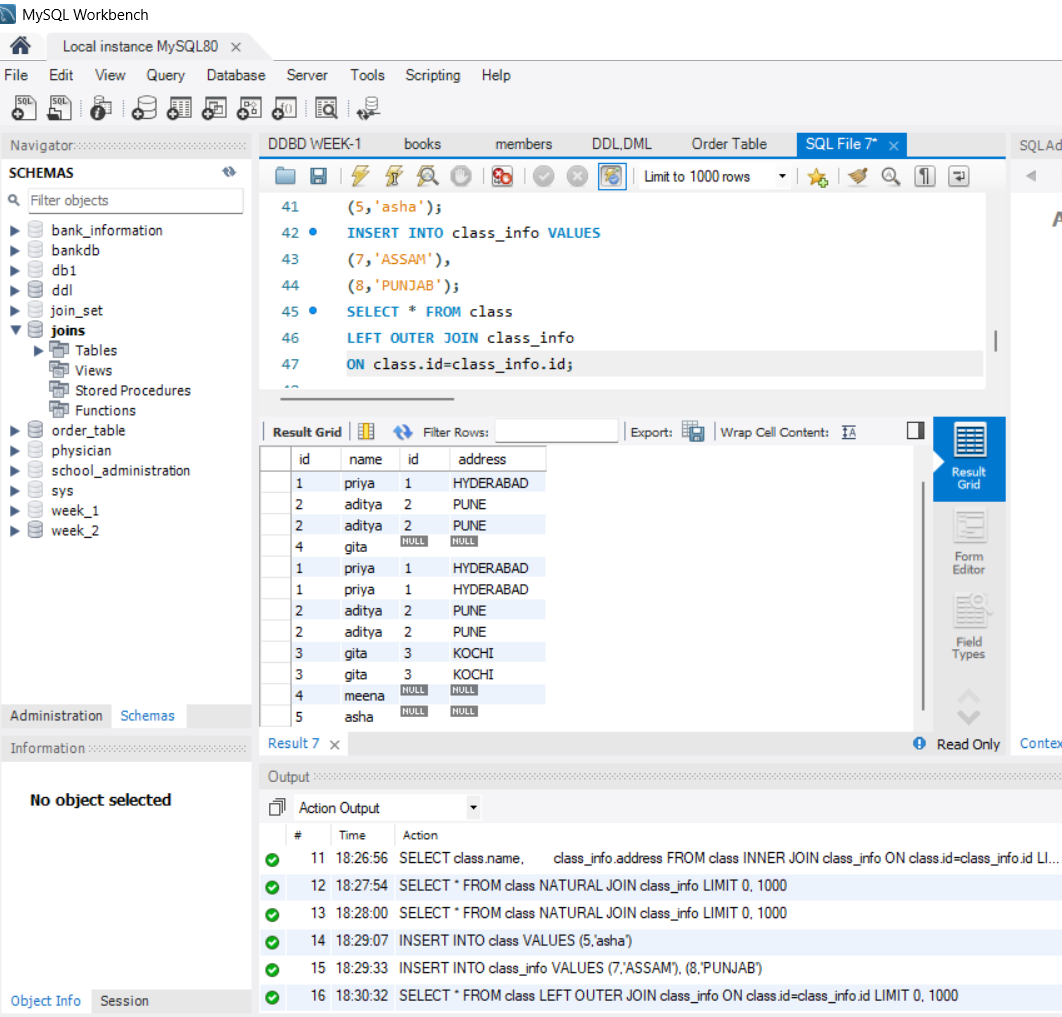 MySQL Workbench
Local instance MySQL80
File Edit View Query Database Server Tools Scripting Help
Navigator
SCHEMAS
Filter objects
bank_information
bankdb
db1
ddl
join_set
joins
Tables
Views
Stored Procedures
Functions
order_table
physician
school_administration
sys
week_1
week_2
Administration Schemas
Information
No object selected
Object Info Session
DDBD WEEK-1 books members DDL,DML Order Table SQL File 7* SQLAd
Limit to 1000 rows
41 (5,'asha');
42 INSERT INTO class_info VALUES
43 (7,'ASSAM'),
44 (8,'PUNJAB');
45 SELECT * FROM class
46 LEFT OUTER JOIN class_info
47 ON class.id=class_info.id;
Result Grid Filter Rows: Export: Wrap Cell Content:
id name id address
1 priya 1 HYDERABAD
2 aditya 2 PUNE
2 aditya 2 PUNE
4 gita NULL NULL
1 priya 1 HYDERABAD
1 priya 1 HYDERABAD
2 aditya 2 PUNE
2 aditya 2 PUNE
3 gita 3 KOCHI
3 gita 3 KOCHI
4 meena NULL NULL
5 asha NULL NULL
Result
Grid
Form
Editor
Field
Types
Result 7 Read Only Contex
Output
Action Output
# Time Action
11 18:26:56 SELECT class.name, class_info.address FROM class INNER JOIN class_info ON class.id=class_info.id LI...
12 18:27:54 SELECT * FROM class NATURAL JOIN class_info LIMIT 0, 1000
13 18:28:00 SELECT * FROM class NATURAL JOIN class_info LIMIT 0, 1000
14 18:29:07 INSERT INTO class VALUES (5,'asha')
15 18:29:33 INSERT INTO class_info VALUES (7,'ASSAM'), (8,'PUNJAB')
16 18:30:32 SELECT * FROM class LEFT OUTER JOIN class_info ON class.id=class_info.id LIMIT 0, 1000